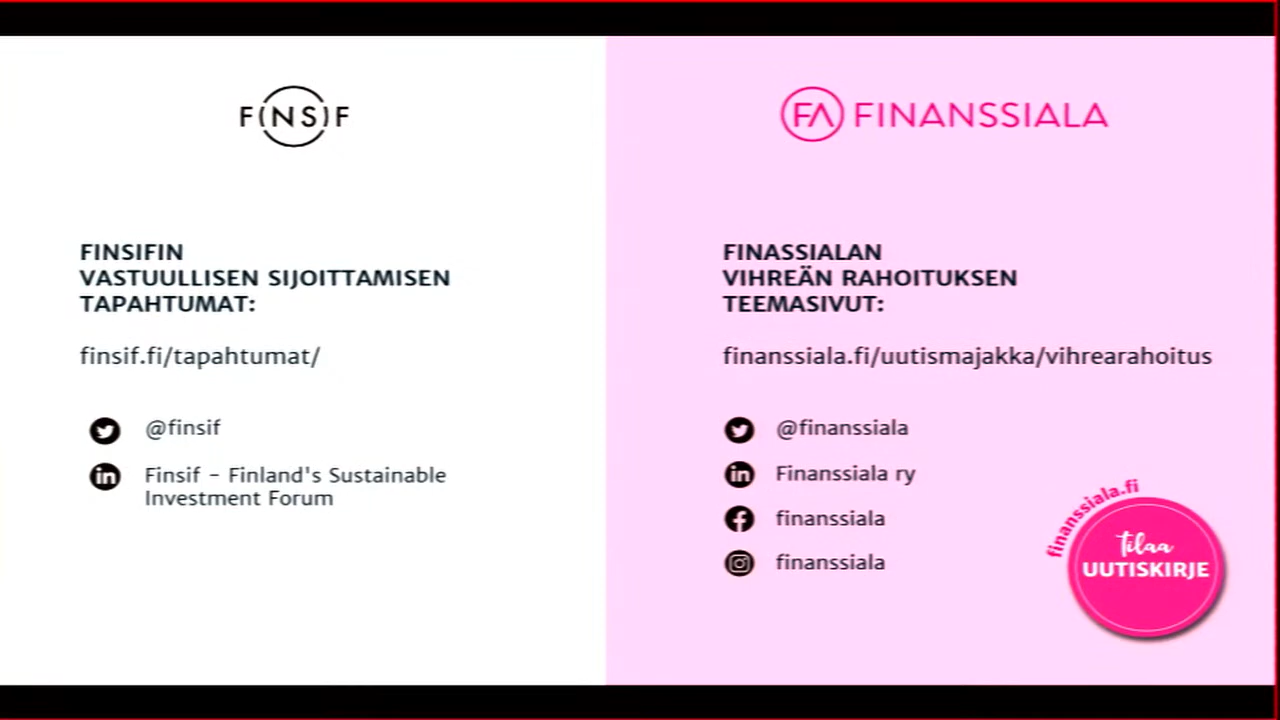 FINSIF
FINSIFIN
VASTUULLISEN SIJOITTAMISEN
TAPAHTUMAT:
finsif.fi/tapahtumat/
@finsif
Finsif - Finland's Sustainable
Investment Forum
FA FINANSSIALA
FINASSIALAN
VIHREÄN RAHOITUKSEN
TEEMASIVUT:
finanssiala.fi/uutismajakka/vihrearahoitus
@finanssiala
Finanssiala ry
finanssiala
finanssiala
finanssiala.fi
tilaa
UUTISKIRJE